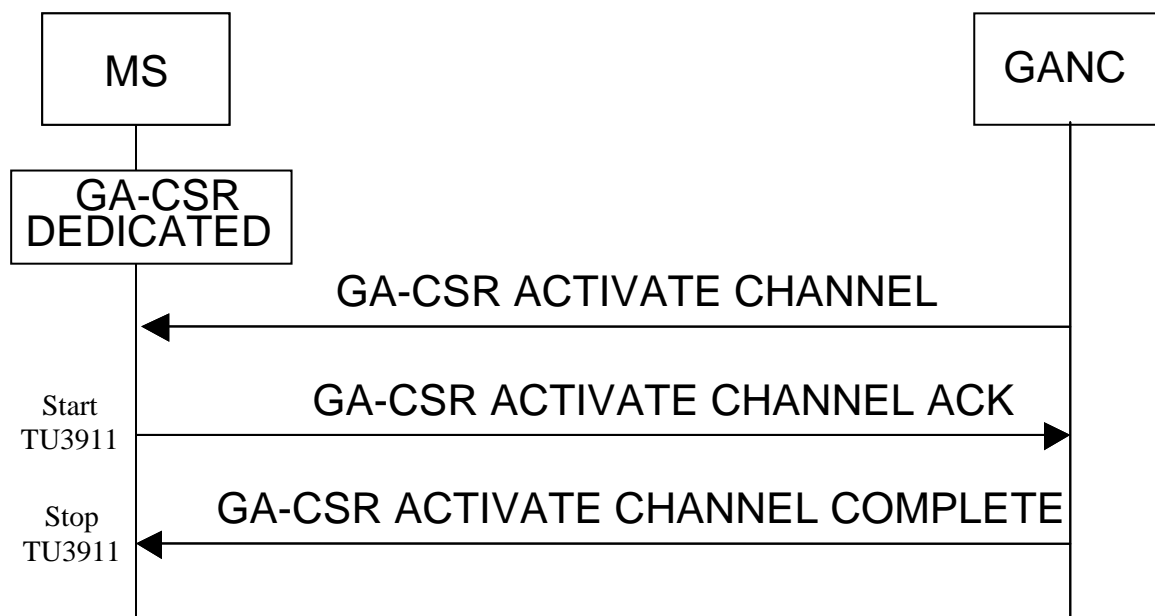 MS
GANC
GA-CSR
DEDICATED
GA-CSR ACTIVATE CHANNEL
Start
TU3911
GA-CSR ACTIVATE CHANNEL ACK
Stop
TU3911
GA-CSR ACTIVATE CHANNEL COMPLETE